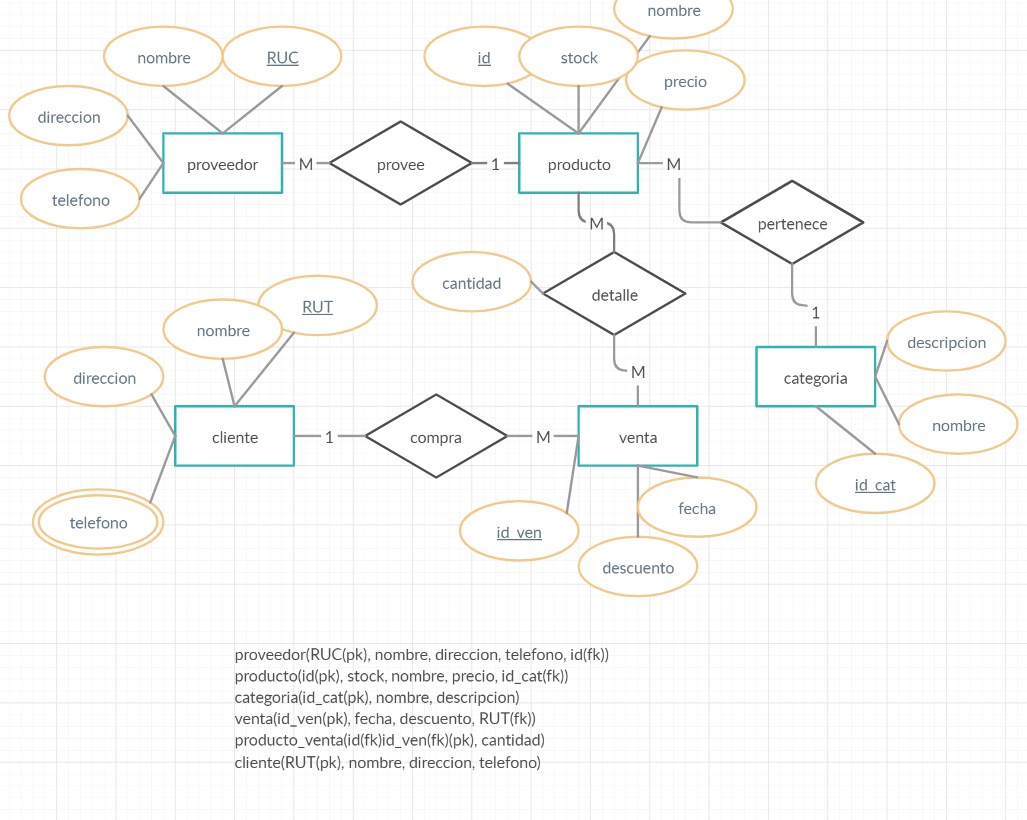 nombre
nombre
RUC
id
stock
precio
direccion
telefono
proveedor
M
provee
1
producto
M
pertenece
M
cantidad
detalle
1
RUT
nombre
M
descripcion
direccion
categoria
nombre
cliente
1
compra
M
venta
id_cat
telefono
id_ven
fecha
descuento
proveedor(RUC(pk), nombre, direccion, telefono, id(fk))
producto(id(pk), stock, nombre, precio, id_cat(fk))
categoria(id_cat(pk), nombre, descripcion)
venta(id_ven(pk), fecha, descuento, RUT(fk))
producto_venta(id(fk)id_ven(fk)(pk), cantidad)
cliente(RUT(pk), nombre, direccion, telefono)